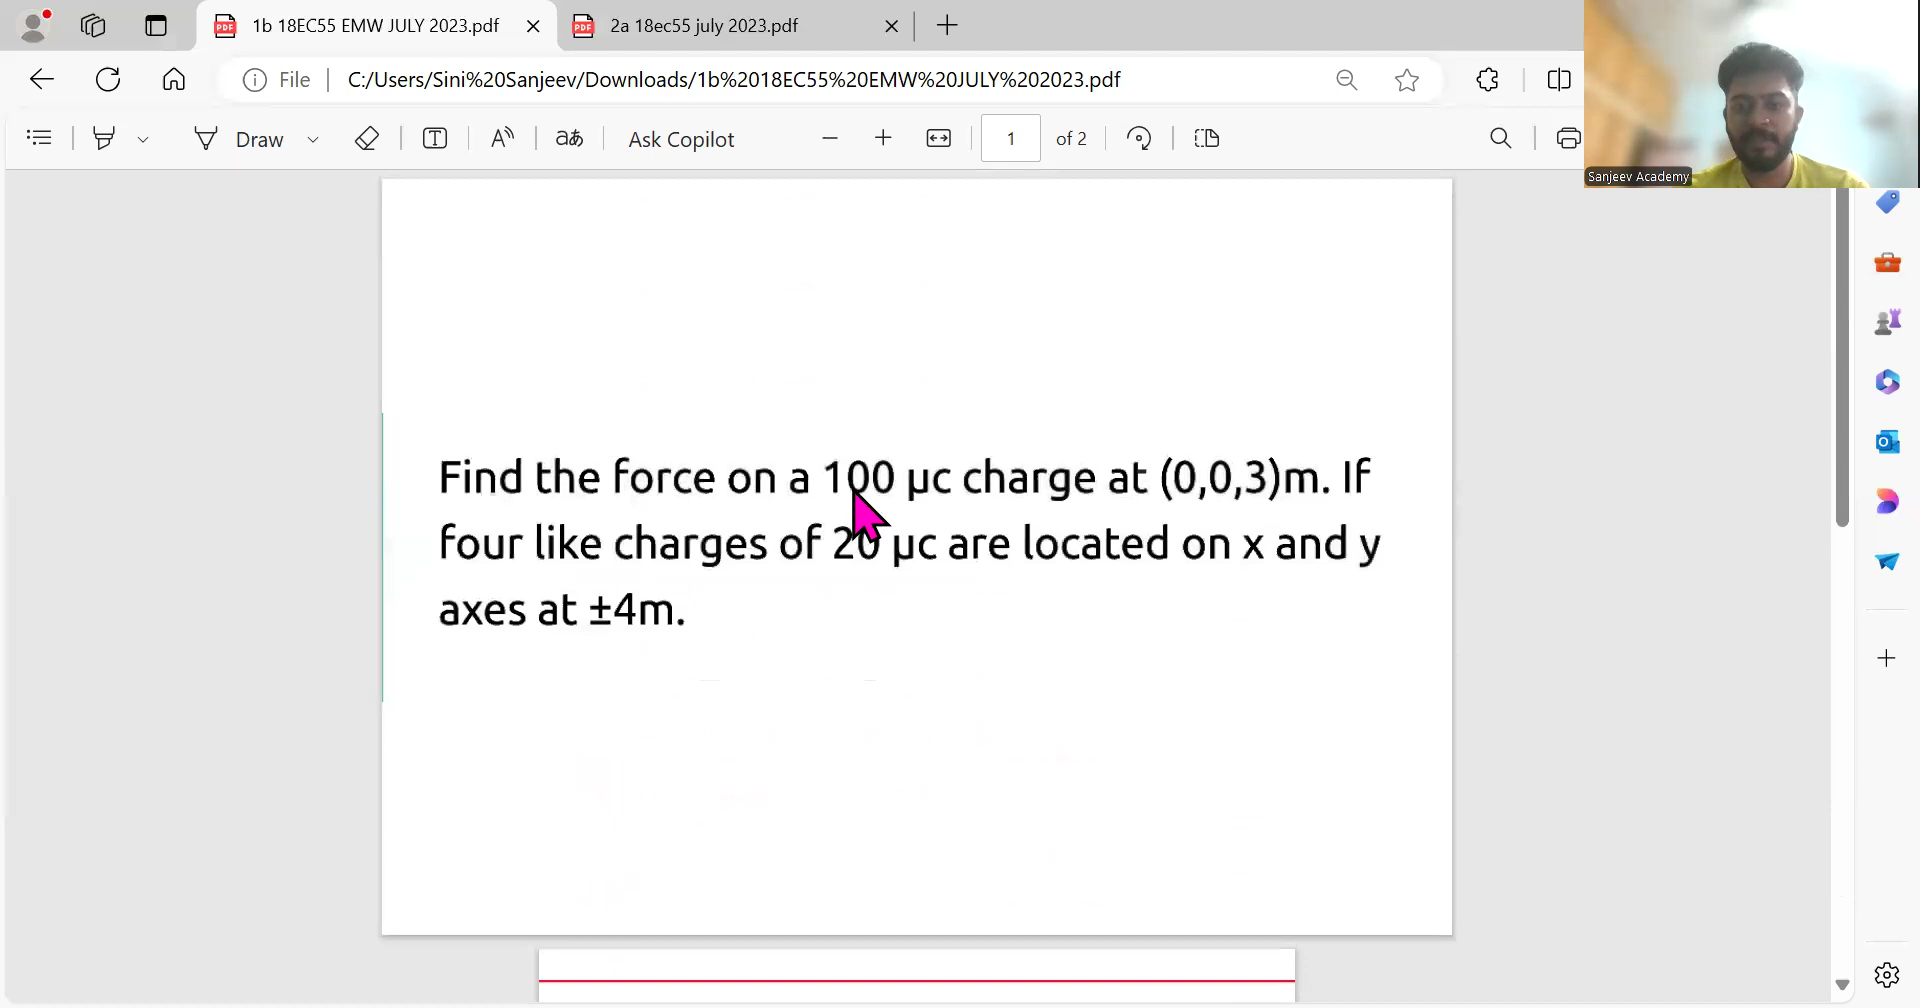 1b 18EC55 EMW JULY 2023.pdf
2a 18ec55 july 2023.pdf
File
C:/Users/Sini%20Sanjeev/Downloads/1b%2018EC55%20EMW%20JULY%202023.pdf
Draw
Ask Copilot
1 of 2
Sanjeev Academy
Find the force on a 100 µc charge at (0,0,3)m. If
four like charges of 20 µc are located on x and y
axes at ±4m.